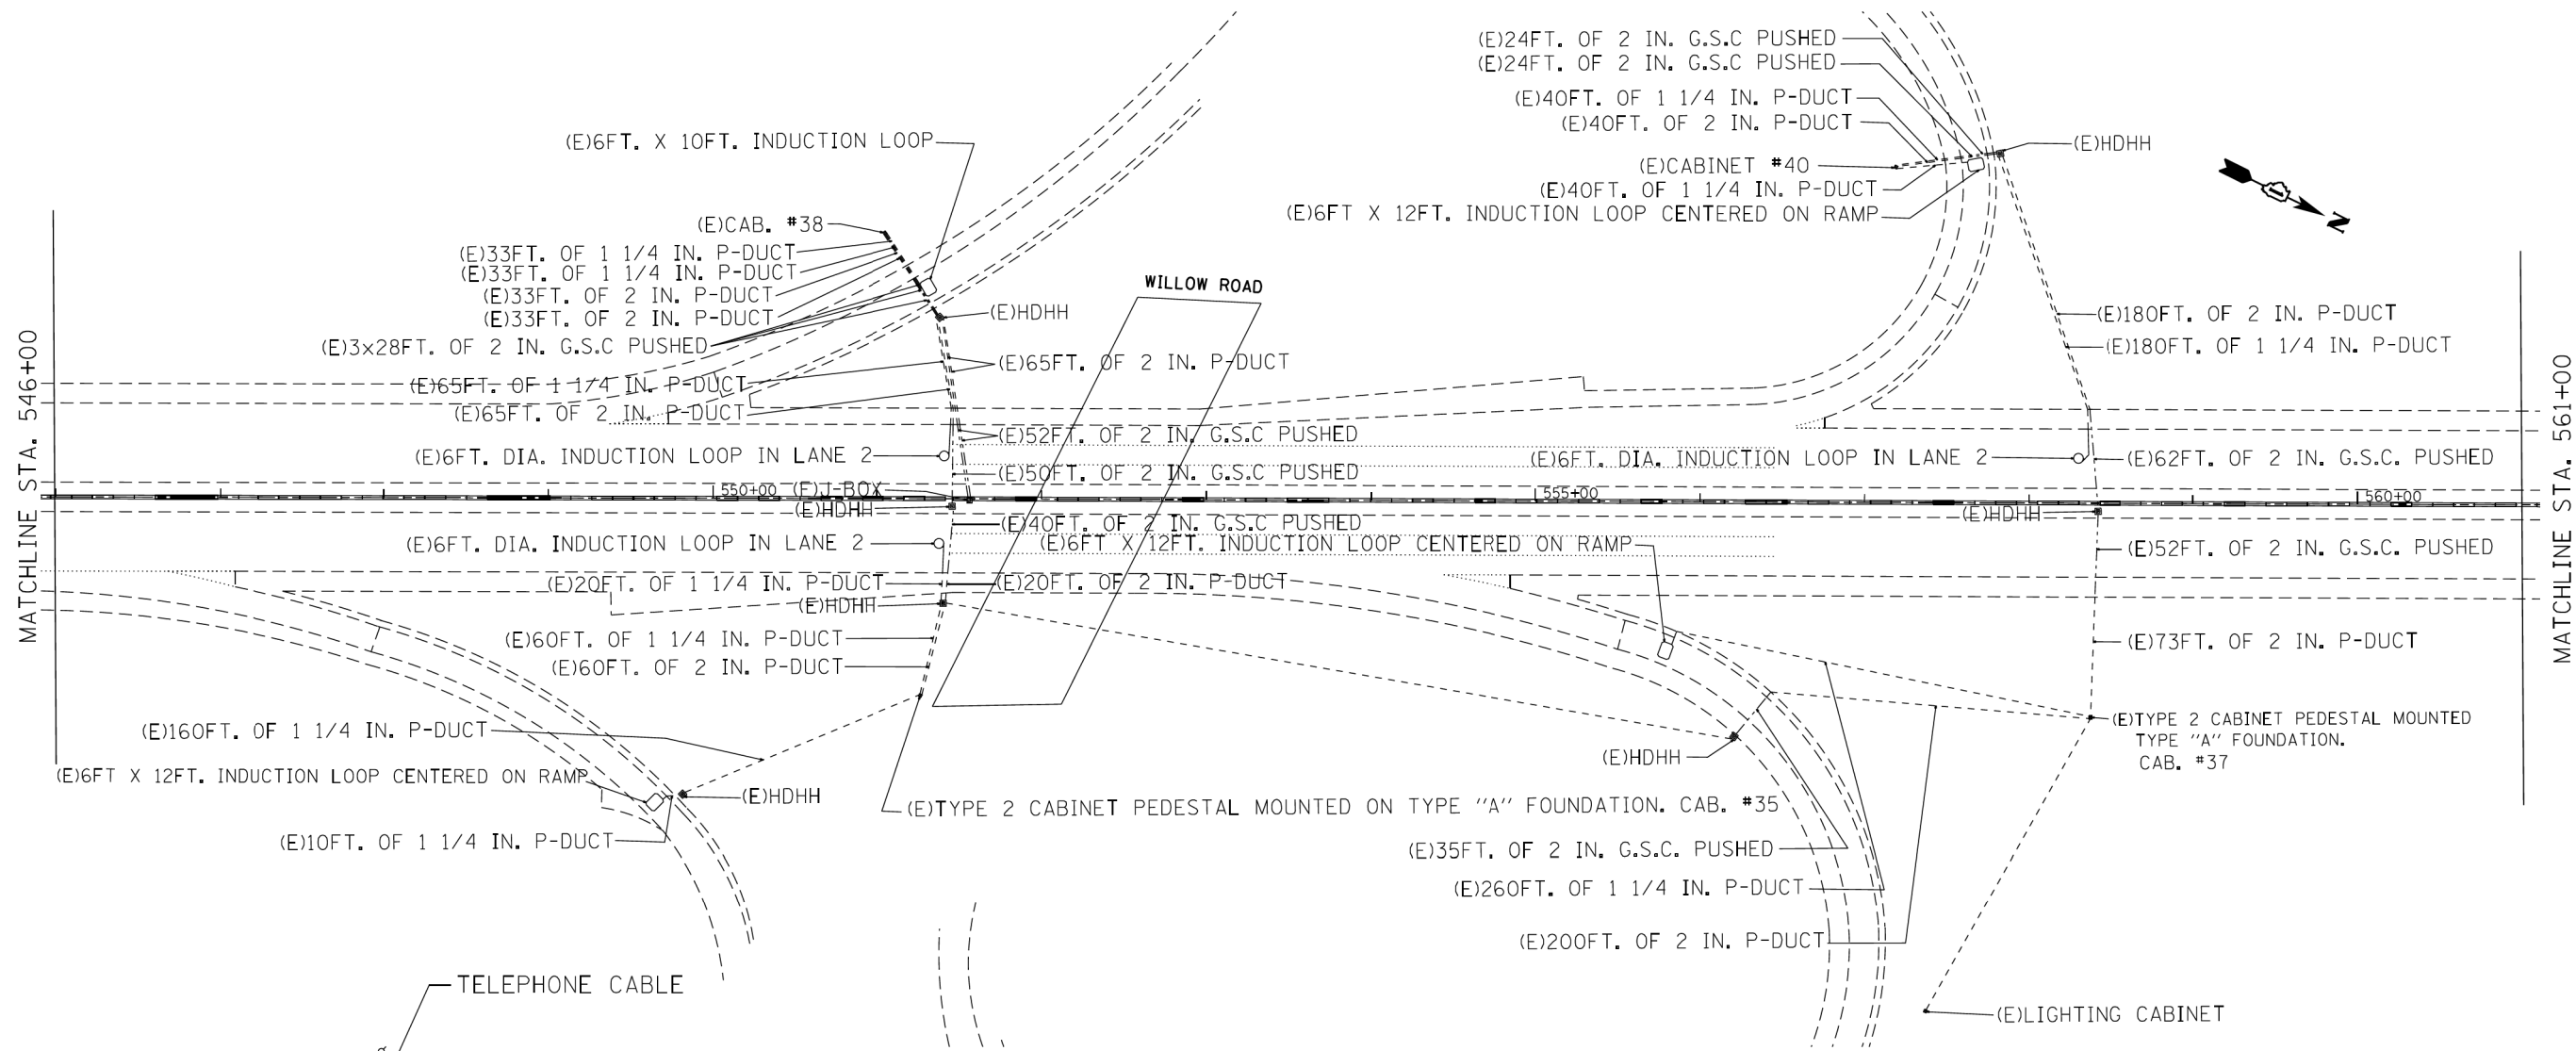 (E)24FT. OF 2 IN. G.S.C PUSHED
(E)24FT. OF 2 IN. G.S.C PUSHED
(E)40FT. OF 1 1/4 IN. P-DUCT
(E)40FT. OF 2 IN. P-DUCT
(E)HDHH
(E)CABINET #40
(E)40FT. OF 1 1/4 IN. P-DUCT
(E)6FT X 12FT. INDUCTION LOOP CENTERED ON RAMP
N
(E)6FT. X 10FT. INDUCTION LOOP
(E)CAB. #38
(E)33FT. OF 1 1/4 IN. P-DUCT
(E)33FT. OF 1 1/4 IN. P-DUCT
(E)33FT. OF 2 IN. P-DUCT
(E)33FT. OF 2 IN. P-DUCT
(E)3x28FT. OF 2 IN. G.S.C PUSHED
WILLOW ROAD
(E)HDHH
(E)180FT. OF 2 IN. P-DUCT
(E)180FT. OF 1 1/4 IN. P-DUCT
MATCHLINE STA. 546+00
MATCHLINE STA. 561+00
(E)65FT. OF 2 IN. P-DUCT
(E)65FT. OF 1 1/4 IN. P-DUCT
(E)65FT. OF 2 IN. P-DUCT
(E)52FT. OF 2 IN. G.S.C PUSHED
(E)6FT. DIA. INDUCTION LOOP IN LANE 2
(E)50FT. OF 2 IN. G.S.C PUSHED
(E)6FT. DIA. INDUCTION LOOP IN LANE 2
(E)62FT. OF 2 IN. G.S.C. PUSHED
550+00
(E)J-BOX
555+00
560+00
(E)HDHH
(E)HDHH
(E)40FT. OF 2 IN. G.S.C PUSHED
(E)6FT. DIA. INDUCTION LOOP IN LANE 2
(E)6FT X 12FT. INDUCTION LOOP CENTERED ON RAMP
(E)52FT. OF 2 IN. G.S.C. PUSHED
(E)20FT. OF 1 1/4 IN. P-DUCT
(E)20FT. OF 2 IN. P-DUCT
(E)HDHH
(E)60FT. OF 1 1/4 IN. P-DUCT
(E)60FT. OF 2 IN. P-DUCT
(E)73FT. OF 2 IN. P-DUCT
(E)160FT. OF 1 1/4 IN. P-DUCT
(E)TYPE 2 CABINET PEDESTAL MOUNTED
TYPE "A" FOUNDATION.
CAB. #37
(E)HDHH
(E)6FT X 12FT. INDUCTION LOOP CENTERED ON RAMP
(E)HDHH
(E)TYPE 2 CABINET PEDESTAL MOUNTED ON TYPE "A" FOUNDATION. CAB. #35
(E)10FT. OF 1 1/4 IN. P-DUCT
(E)35FT. OF 2 IN. G.S.C. PUSHED
(E)260FT. OF 1 1/4 IN. P-DUCT
(E)200FT. OF 2 IN. P-DUCT
TELEPHONE CABLE
(E)LIGHTING CABINET